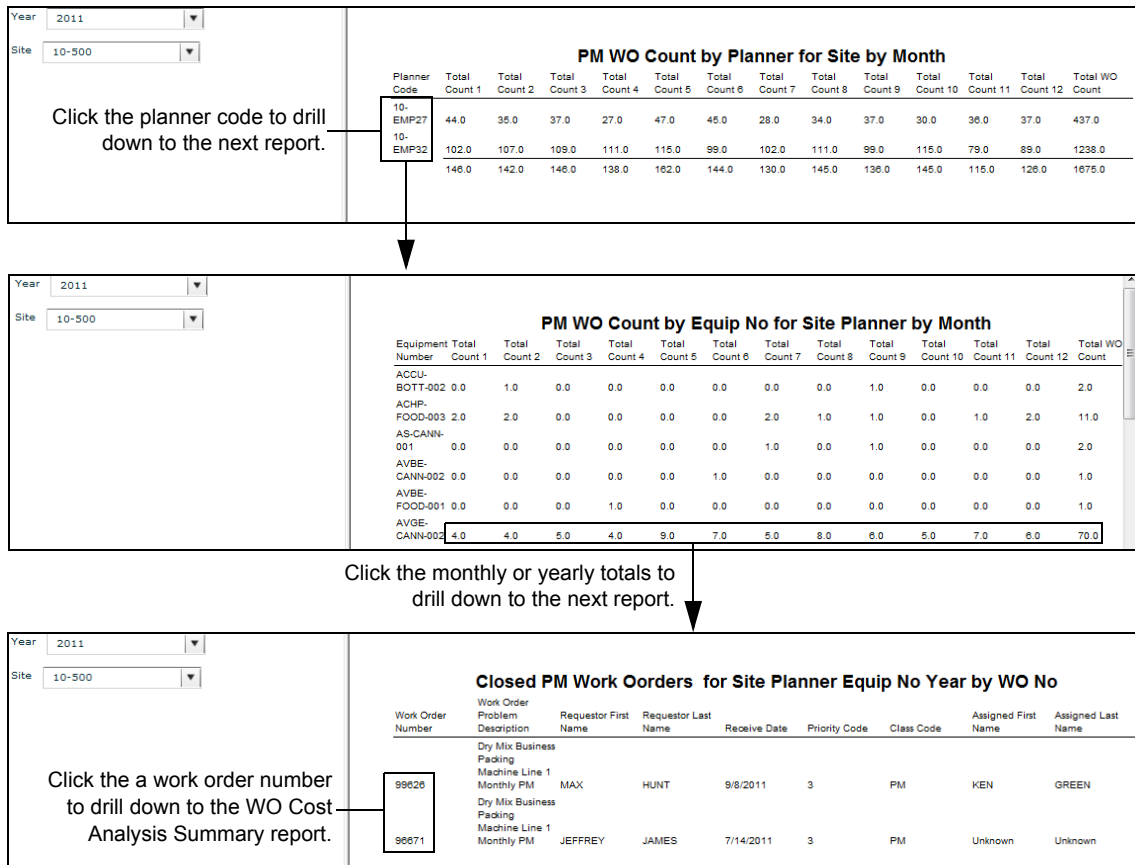 Year 2011
Site 10-500
PM WO Count by Planner for Site by Month
Planner Total Total Total Total Total Total Total Total Total Total Total Total Total WO
Code Count 1 Count 2 Count 3 Count 4 Count 5 Count 6 Count 7 Count 8 Count 9 Count 10 Count 11 Count 12 Count
10-
EMP27 44.0 35.0 37.0 27.0 47.0 45.0 28.0 34.0 37.0 30.0 36.0 37.0 437.0
10-
EMP32 102.0 107.0 109.0 111.0 115.0 99.0 102.0 111.0 99.0 115.0 79.0 89.0 1238.0
146.0 142.0 146.0 138.0 162.0 144.0 130.0 145.0 136.0 145.0 115.0 126.0 1675.0
Click the planner code to drill
down to the next report.
Year 2011
Site 10-500
PM WO Count by Equip No for Site Planner by Month
Equipment Total Total Total Total Total Total Total Total Total Total Total Total Total WO
Number Count 1 Count 2 Count 3 Count 4 Count 5 Count 6 Count 7 Count 8 Count 9 Count 10 Count 11 Count 12 Count
ACCU-
BOTT-002 0.0 1.0 0.0 0.0 0.0 0.0 0.0 0.0 1.0 0.0 0.0 0.0 2.0
ACHP-
FOOD-003 2.0 2.0 0.0 0.0 0.0 0.0 2.0 1.0 1.0 0.0 1.0 2.0 11.0
AS-CANN-
001 0.0 0.0 0.0 0.0 0.0 0.0 1.0 0.0 1.0 0.0 0.0 0.0 2.0
AVBE-
CANN-002 0.0 0.0 0.0 0.0 0.0 1.0 0.0 0.0 0.0 0.0 0.0 0.0 1.0
AVBE-
FOOD-001 0.0 0.0 0.0 1.0 0.0 0.0 0.0 0.0 0.0 0.0 0.0 0.0 1.0
AVGE-
CANN-002 4.0 4.0 5.0 4.0 9.0 7.0 5.0 8.0 6.0 5.0 7.0 6.0 70.0
Click the monthly or yearly totals to
drill down to the next report.
Year 2011
Site 10-500
Closed PM Work Oorders for Site Planner Equip No Year by WO No
Work Order
Work Order Problem Requestor First Requestor Last Assigned First Assigned Last
Number Description Name Name Receive Date Priority Code Class Code Name Name
Dry Mix Business
Packing
Machine Line 1
99626 Monthly PM MAX HUNT 9/8/2011 3 PM KEN GREEN
Dry Mix Business
Packing
Machine Line 1
96671 Monthly PM JEFFREY JAMES 7/14/2011 3 PM Unknown Unknown
Click the a work order number
to drill down to the WO Cost
Analysis Summary report.